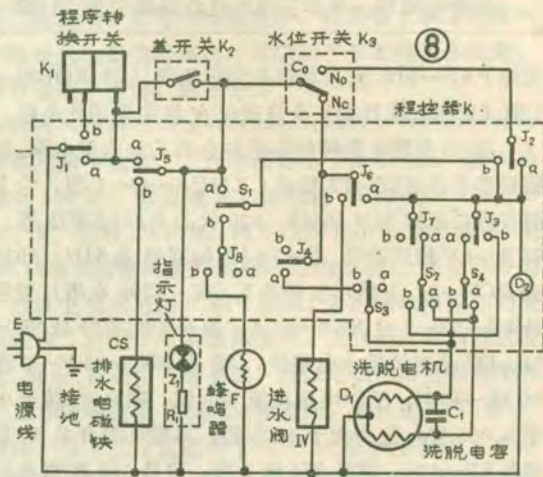 程序转
换开关
盖开关K₂
水位开关K₃
⑧
K₁
C₀
N₀
N_C
程控器K
b
J₁
a
J₅
b
a
S₁
b
J₆
a
b
a
J₂
J₈
b
a
J₄
b
a
b
a
S₃
J₇
b
a
J₃
b
a
S₂
S₄
b
a
b
a
D₂
指示灯
E
电源线
接地
CS
排水电磁铁
Z₁
R₁
蜂鸣器
F
进水阀
IV
洗脱电机
D₁
C₁
洗脱电容